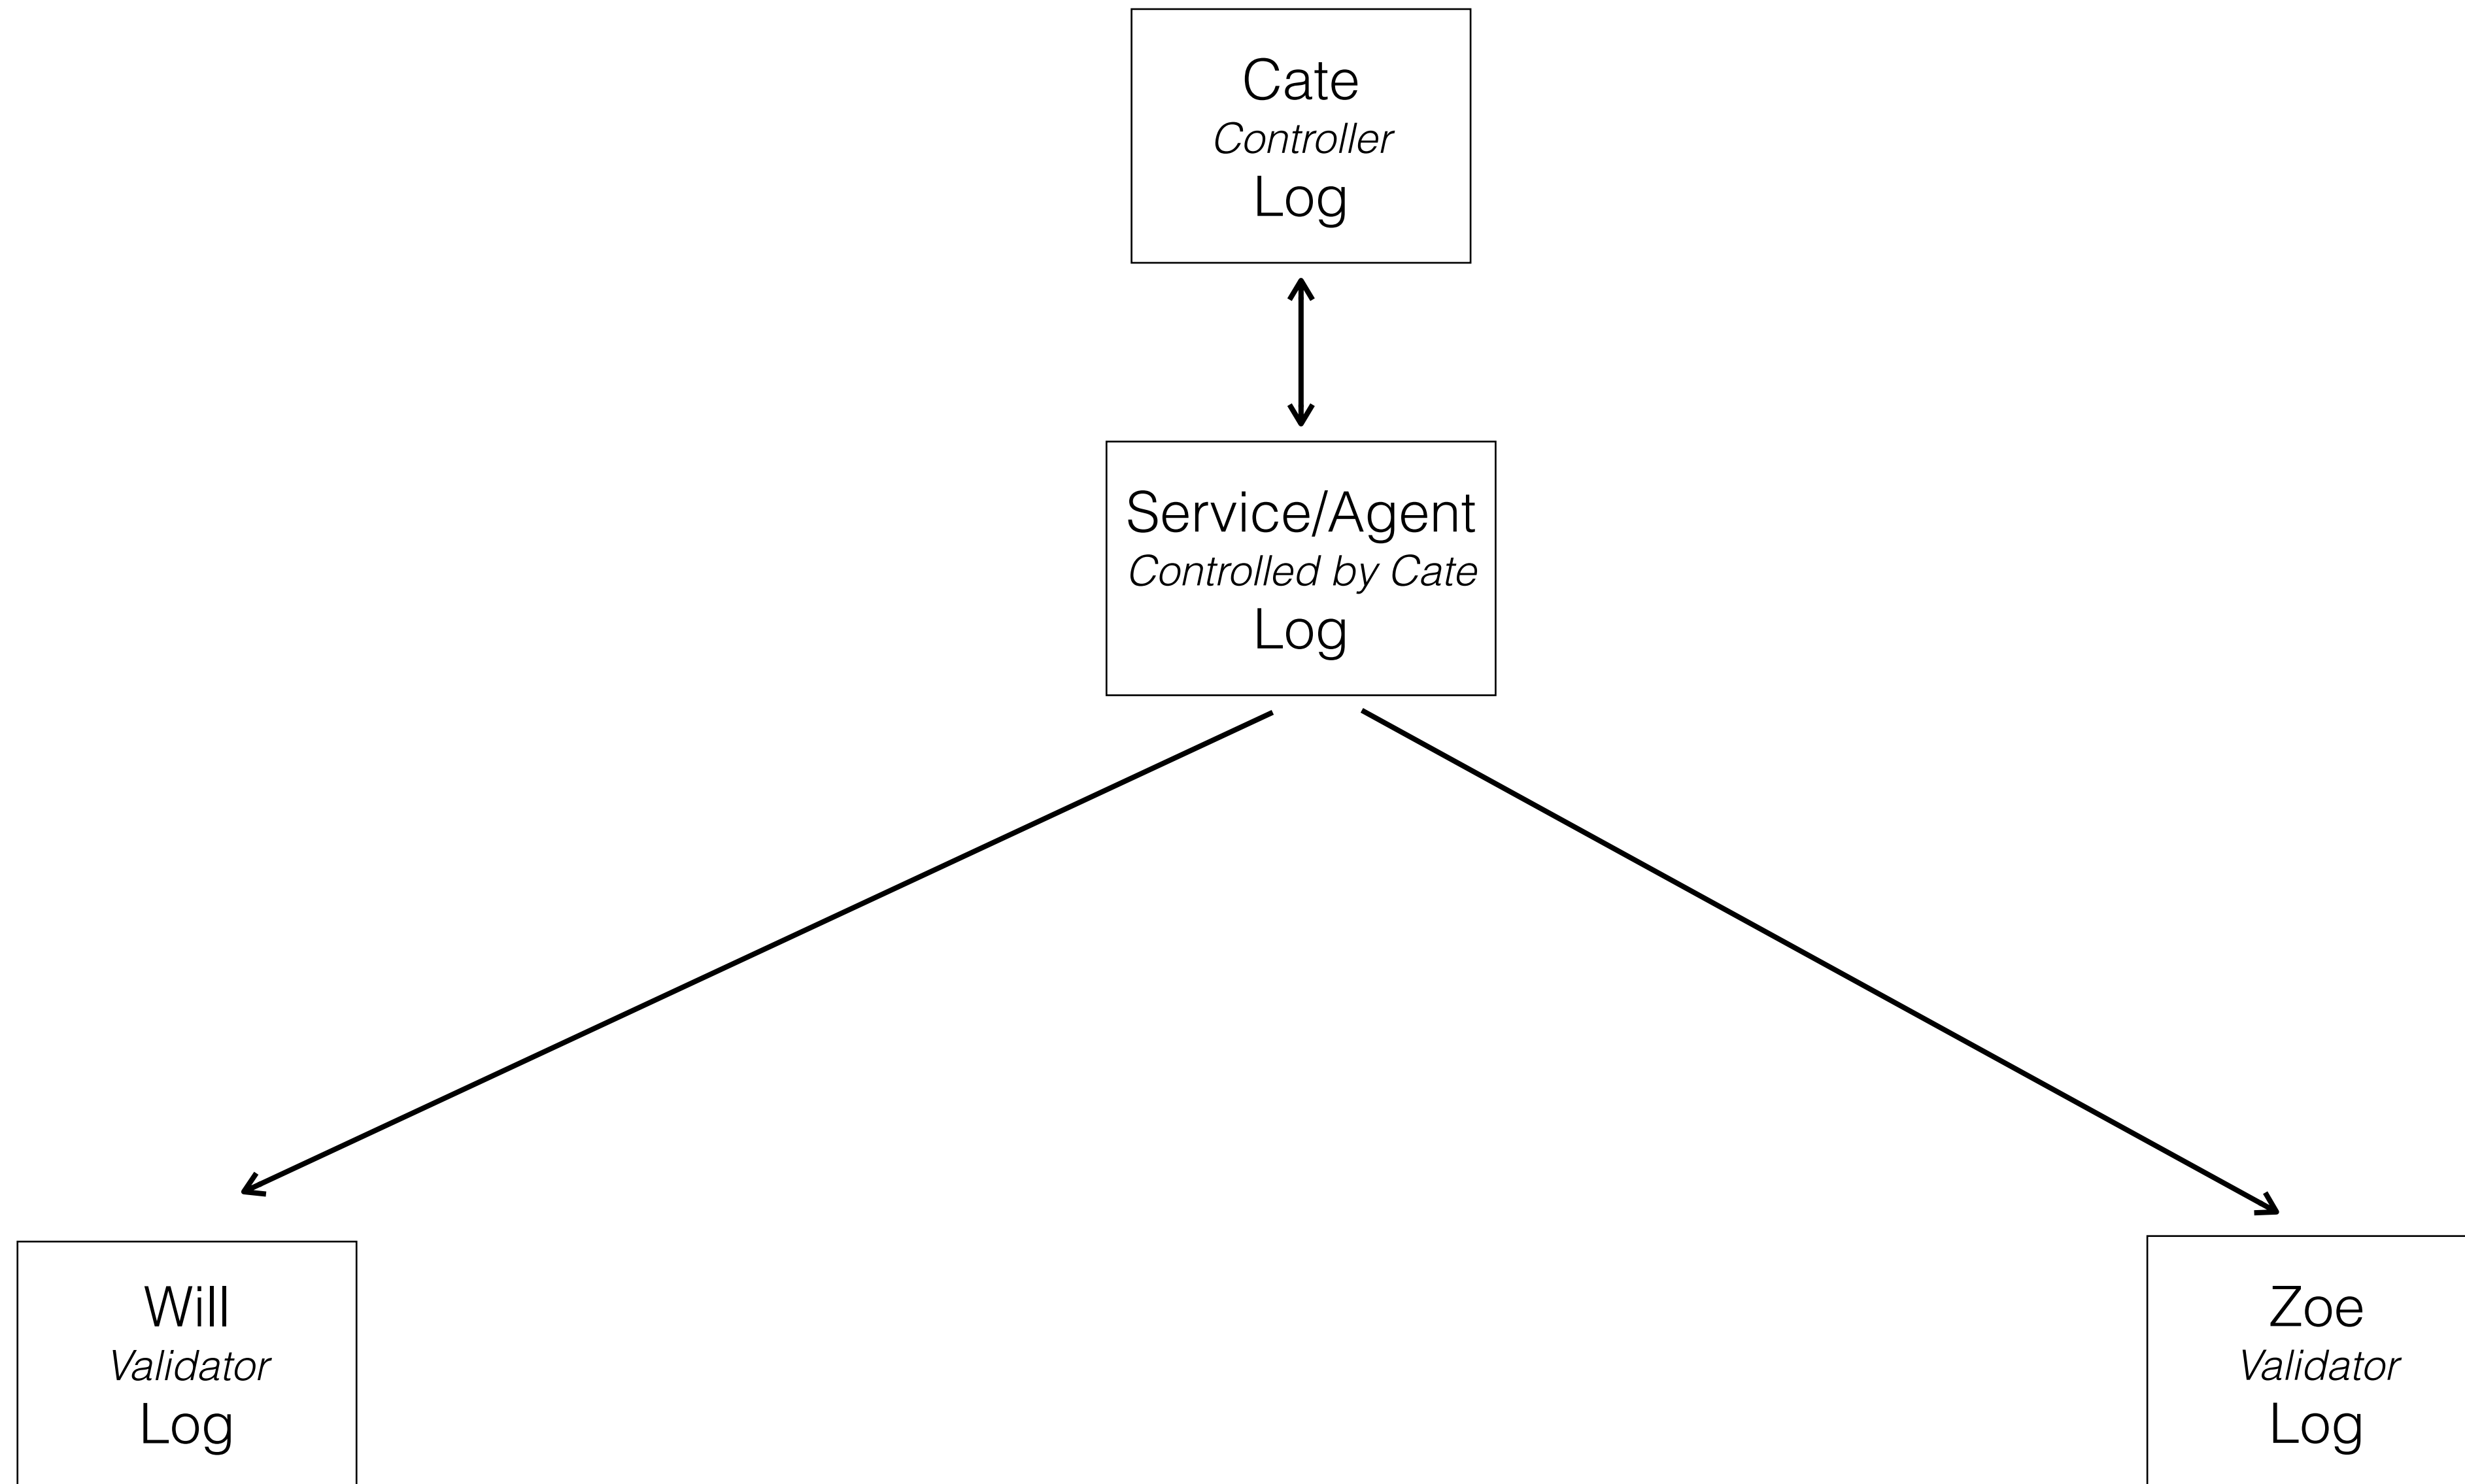 Cate
Controller
Log
Service/Agent
Controlled by Cate
Log
Will
Validator
Log
Zoe
Validator
Log